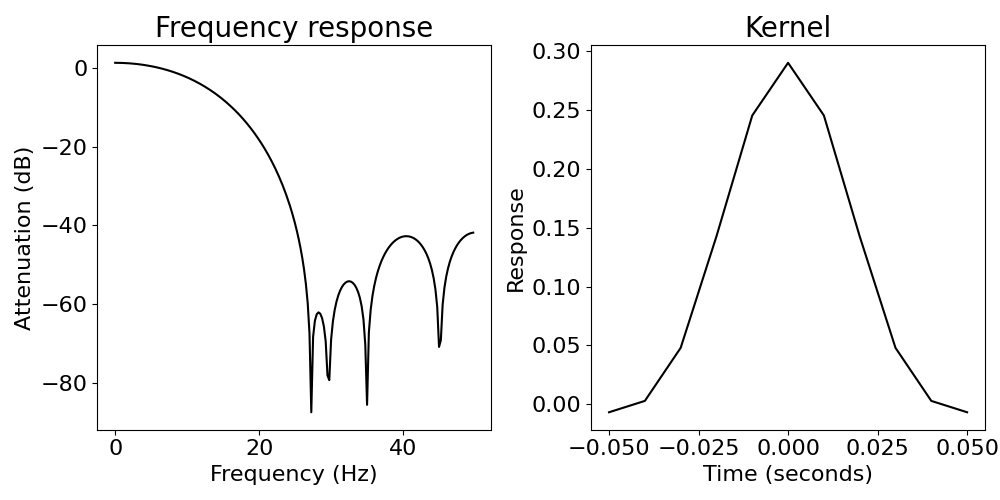 Frequency response
0
−20
−40
−60
−80
Attenuation (dB)
0 20 40
Frequency (Hz)
Kernel
0.30
0.25
0.20
0.15
0.10
0.05
0.00
Response
−0.050 −0.025 0.000 0.025 0.050
Time (seconds)